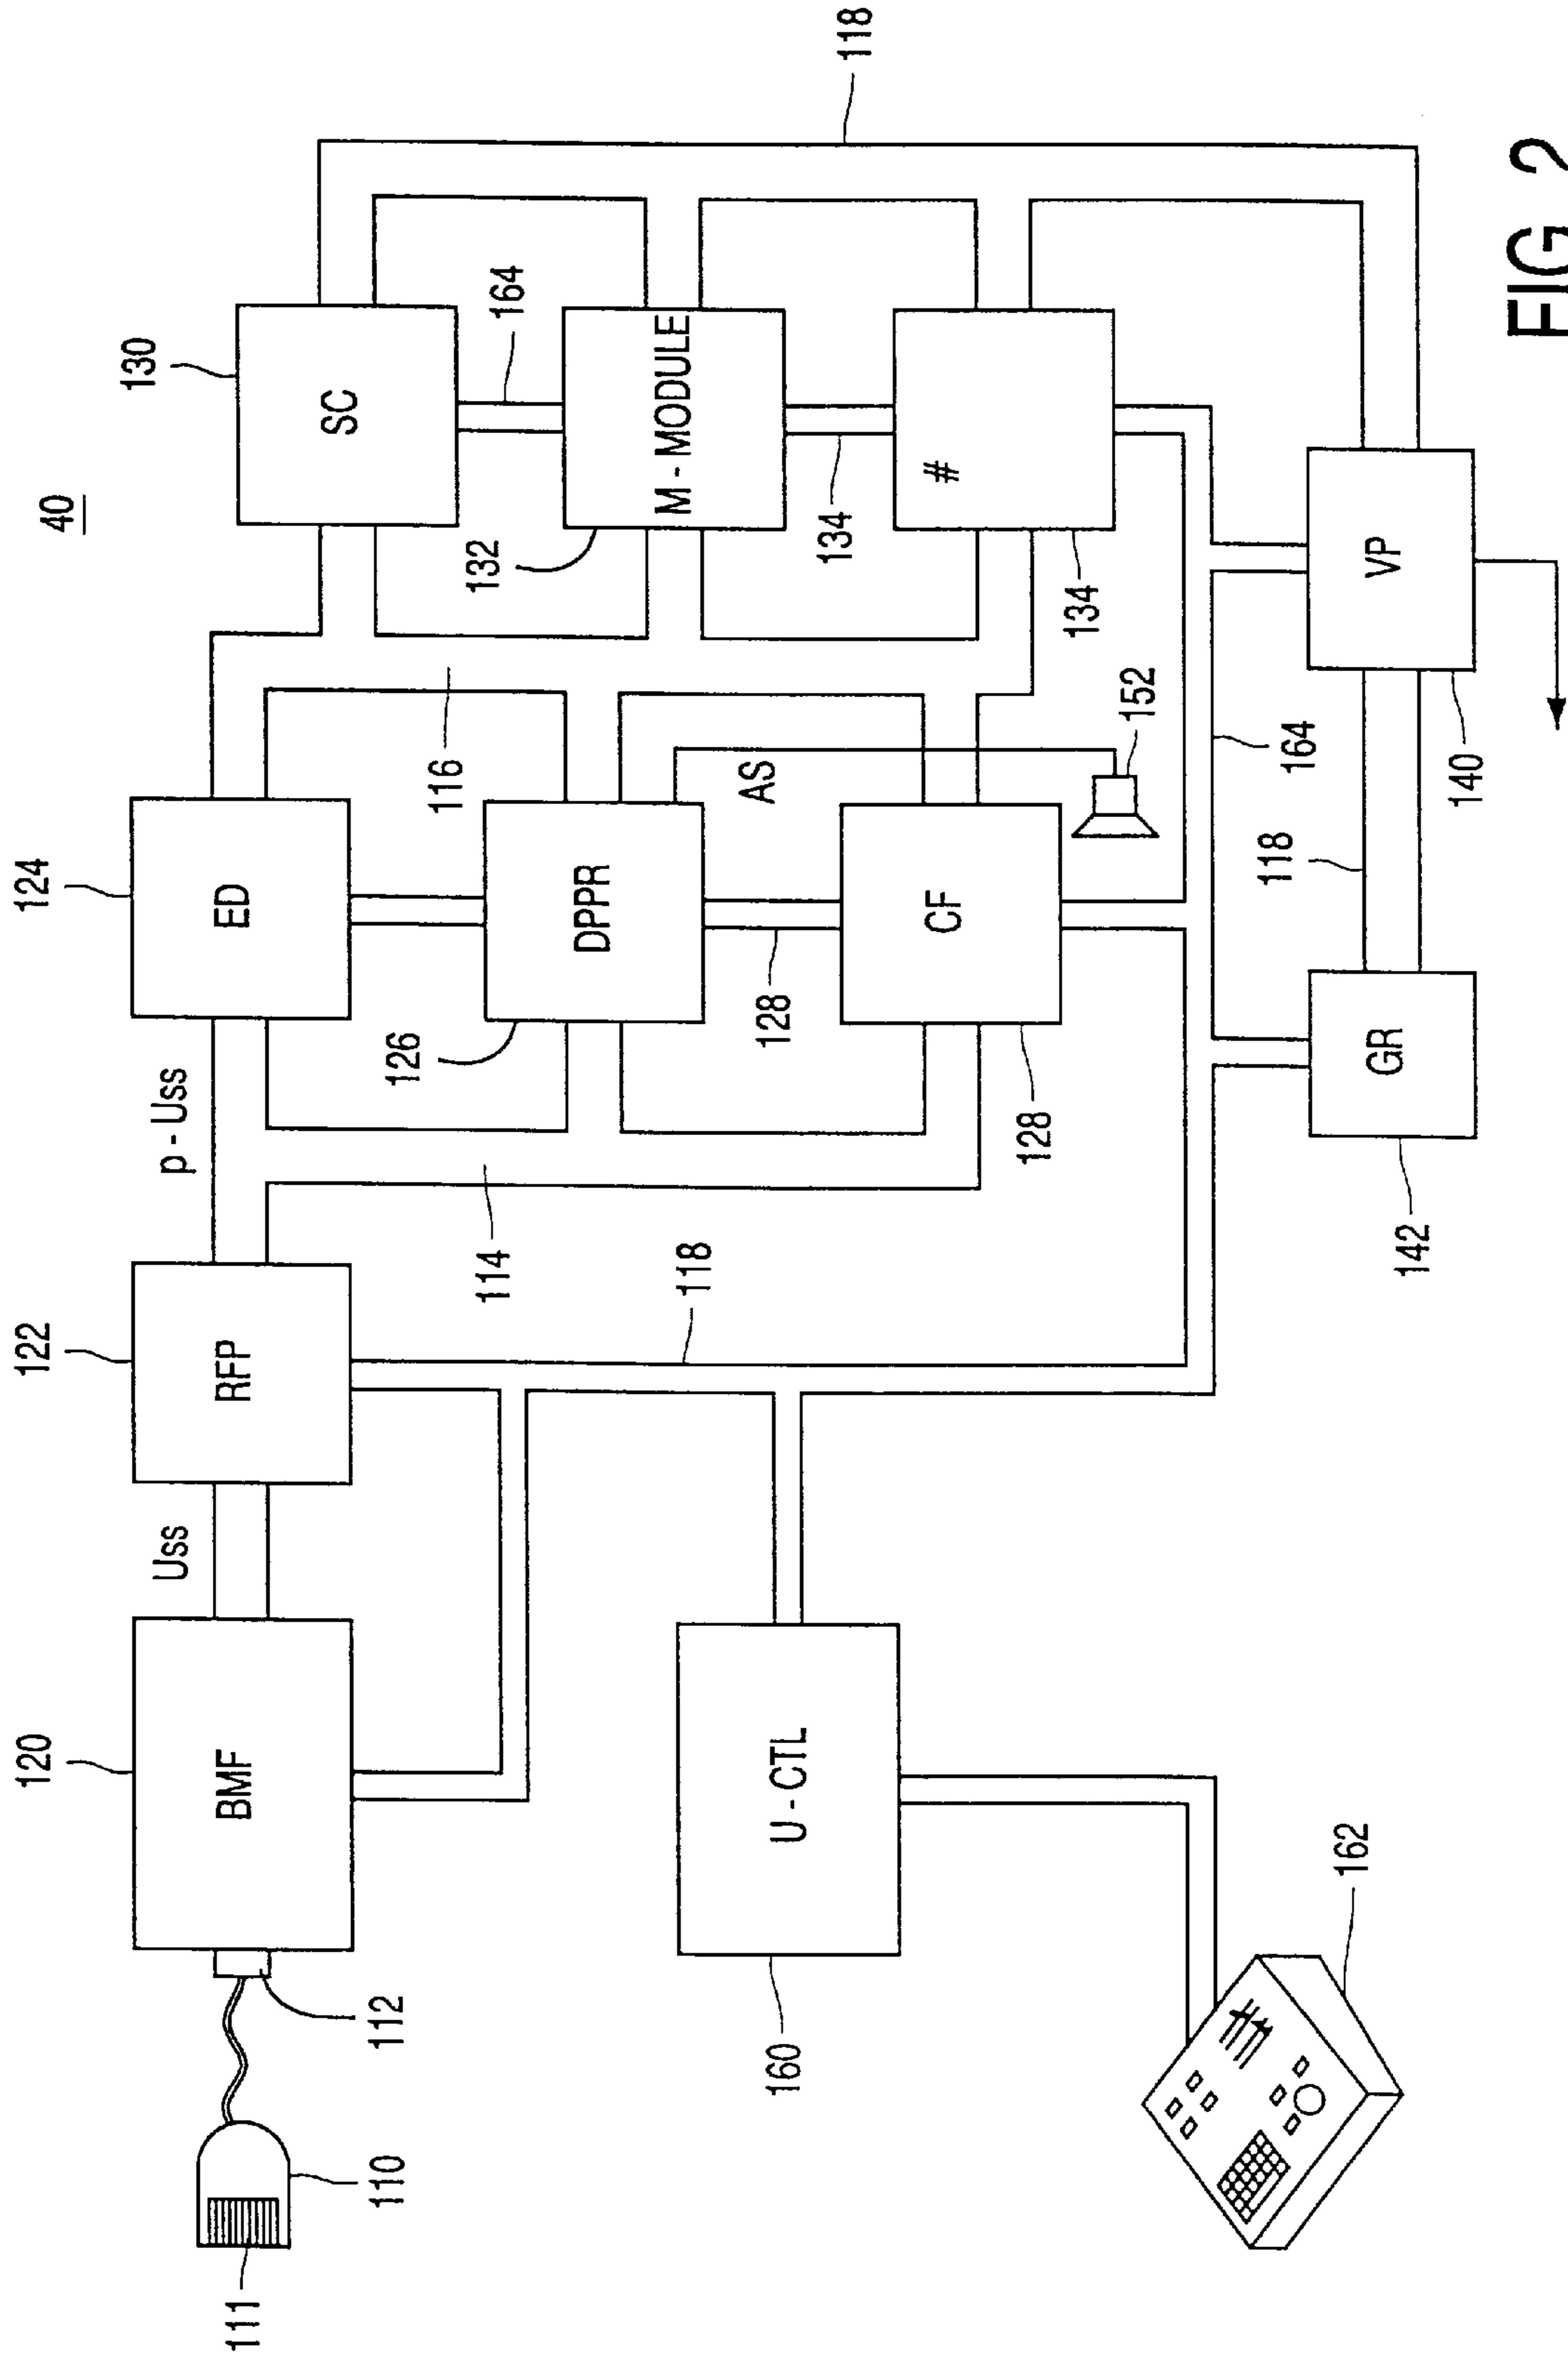 40
120
122
124
130
BMF
Uss
RFP
p - Uss
ED
SC
111
110
112
126
116
132
164
118
114
DPPR
M - MODULE
118
128
AS
134
U - CTL
CF
#
160
128
152
134
118
164
162
142
GR
140
VP
FIG 2